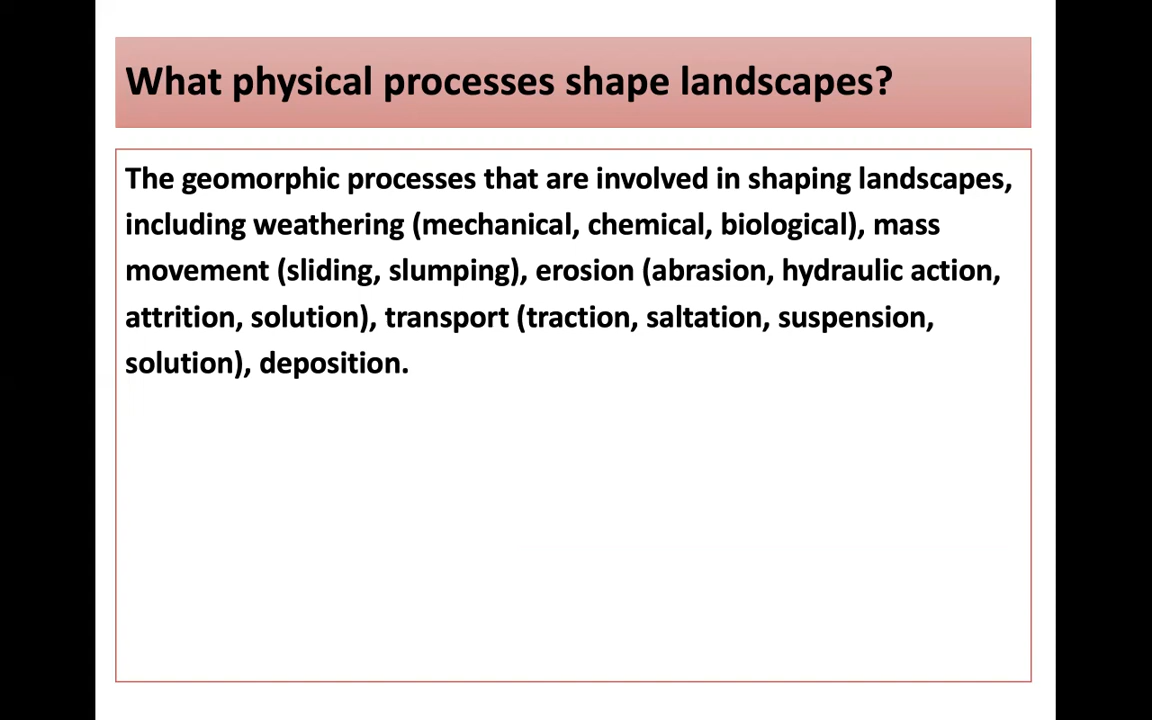 What physical processes shape landscapes?
The geomorphic processes that are involved in shaping landscapes,
including weathering (mechanical, chemical, biological), mass
movement (sliding, slumping), erosion (abrasion, hydraulic action,
attrition, solution), transport (traction, saltation, suspension,
solution), deposition.